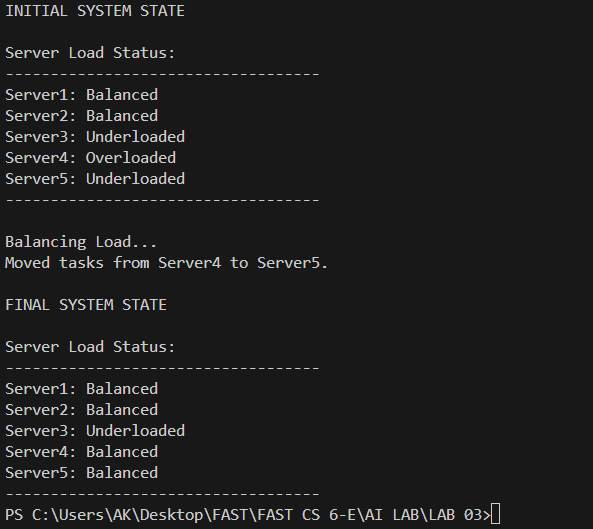 INITIAL SYSTEM STATE
Server Load Status:
-----------------------------------
Server1: Balanced
Server2: Balanced
Server3: Underloaded
Server4: Overloaded
Server5: Underloaded
-----------------------------------
Balancing Load...
Moved tasks from Server4 to Server5.
FINAL SYSTEM STATE
Server Load Status:
-----------------------------------
Server1: Balanced
Server2: Balanced
Server3: Underloaded
Server4: Balanced
Server5: Balanced
-----------------------------------
PS C:\Users\AK\Desktop\FAST\FAST CS 6-E\AI LAB\LAB 03>